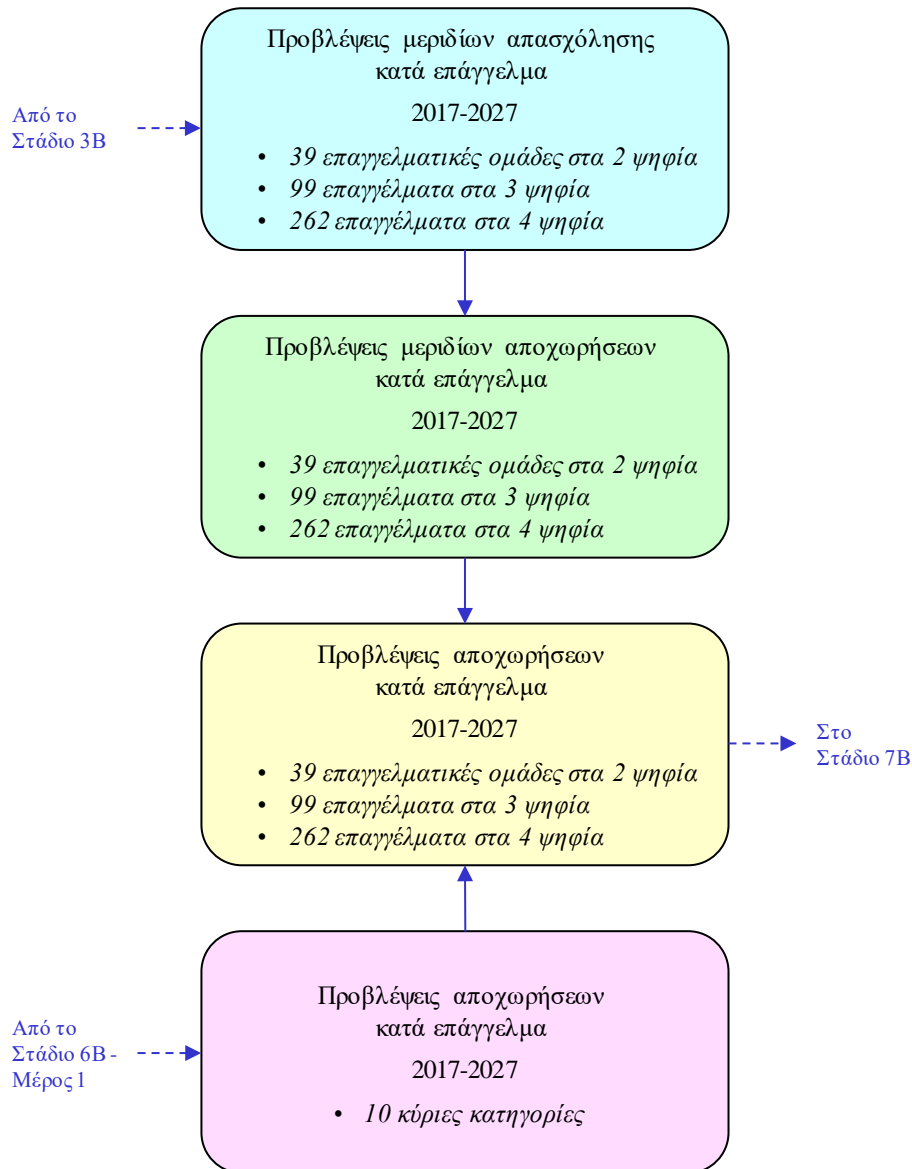 Προβλέψεις μεριδίων απασχόλησης
κατά επάγγελμα
2017-2027
Από το
Στάδιο 3Β
• 39 επαγγελματικές ομάδες στα 2 ψηφία
• 99 επαγγέλματα στα 3 ψηφία
• 262 επαγγέλματα στα 4 ψηφία
Προβλέψεις μεριδίων αποχωρήσεων
κατά επάγγελμα
2017-2027
• 39 επαγγελματικές ομάδες στα 2 ψηφία
• 99 επαγγέλματα στα 3 ψηφία
• 262 επαγγέλματα στα 4 ψηφία
Προβλέψεις αποχωρήσεων
κατά επάγγελμα
2017-2027
• 39 επαγγελματικές ομάδες στα 2 ψηφία
• 99 επαγγέλματα στα 3 ψηφία
• 262 επαγγέλματα στα 4 ψηφία
Στο
Στάδιο 7Β
Προβλέψεις αποχωρήσεων
κατά επάγγελμα
2017-2027
• 10 κύριες κατηγορίες
Από το
Στάδιο 6Β -
Μέρος 1